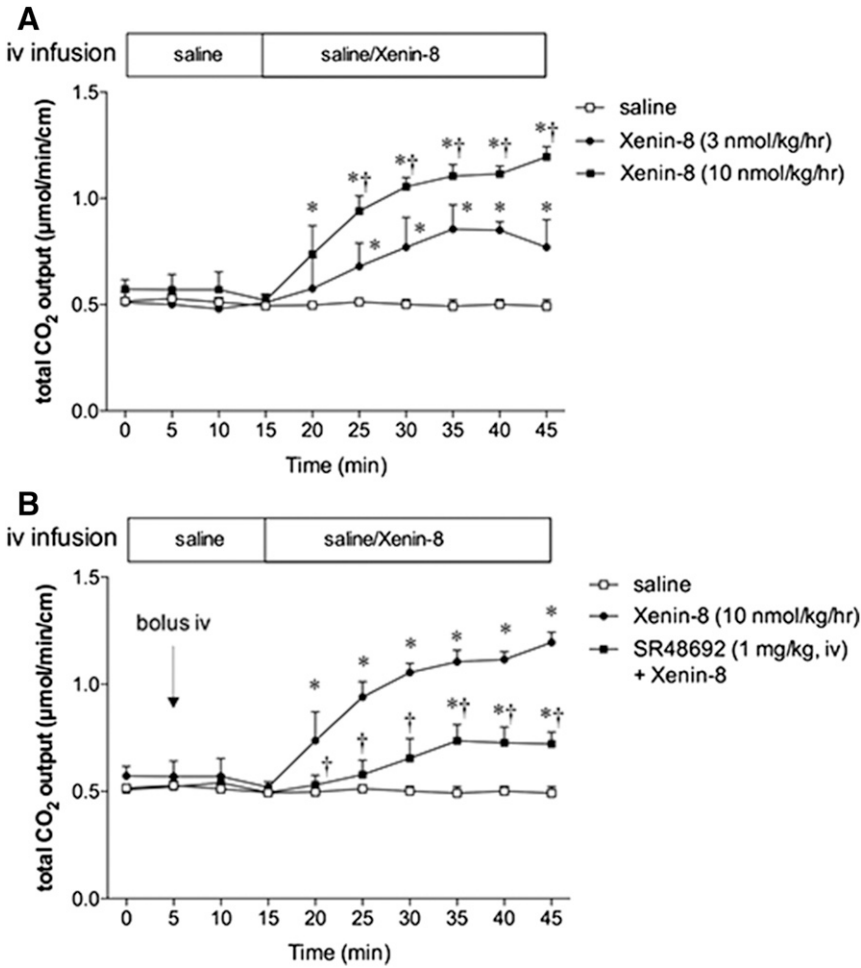 A
iv infusion saline saline/Xenin-8
1.5
1.0
0.5
0.0
total CO2 output (µmol/min/cm)
saline
Xenin-8 (3 nmol/kg/hr)
Xenin-8 (10 nmol/kg/hr)
*†
*†
*†
*†
*†
*
*
*
*
*
*
0 5 10 15 20 25 30 35 40 45
Time (min)
B
iv infusion saline saline/Xenin-8
1.5
1.0
0.5
0.0
total CO2 output (µmol/min/cm)
bolus iv
saline
Xenin-8 (10 nmol/kg/hr)
SR48692 (1 mg/kg, iv)
+ Xenin-8
*
*
*
*
*
*
†
†
†
*†
*†
*†
0 5 10 15 20 25 30 35 40 45
Time (min)